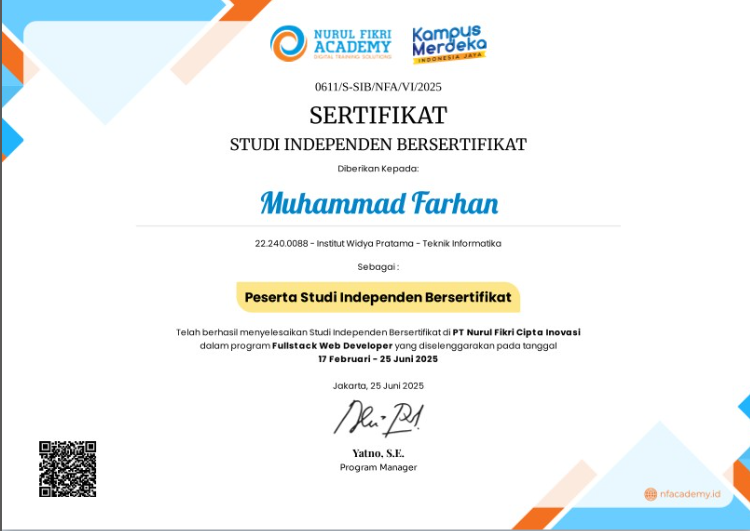 NURUL FIKRI
ACADEMY
DIGITAL TRAINING SOLUTIONS
Kampus
Merdeka
INDONESIA JAYA
0611/S-SIB/NFA/VI/2025
SERTIFIKAT
STUDI INDEPENDEN BERSERTIFIKAT
Diberikan Kepada:
Muhammad Farhan
22.240.0088 - Institut Widya Pratama - Teknik Informatika
Sebagai :
Peserta Studi Independen Bersertifikat
Telah berhasil menyelesaikan Studi Independen Bersertifikat di PT Nurul Fikri Cipta Inovasi
dalam program Fullstack Web Developer yang diselenggarakan pada tanggal
17 Februari - 25 Juni 2025
Jakarta, 25 Juni 2025
Yatno, S.E.
Program Manager
nfacademy.id